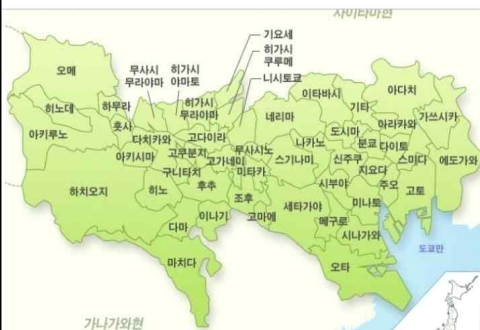 사이타마현
기요세
히가시
쿠루메
니시토쿄
무사시
무라야마
히가시
야마토
오메
히노데
하무라
훗사
아키루노
아키시마
다치카와
히가시
무라야마
고다이라
고쿠분지
고가네이
무사시노
미타카
구니타치
하치오지
히노
후추
조후
고마에
다마
이나기
마치다
이타바시
기타
아다치
네리마
도시마
아라카와
가쓰시카
나카노
분쿄
다이토
스기나미
신주쿠
지요다
스미다
에도가와
시부야
주오
고토
세타가야
미나토
메구로
시나가와
오타
도쿄만
가나가와현